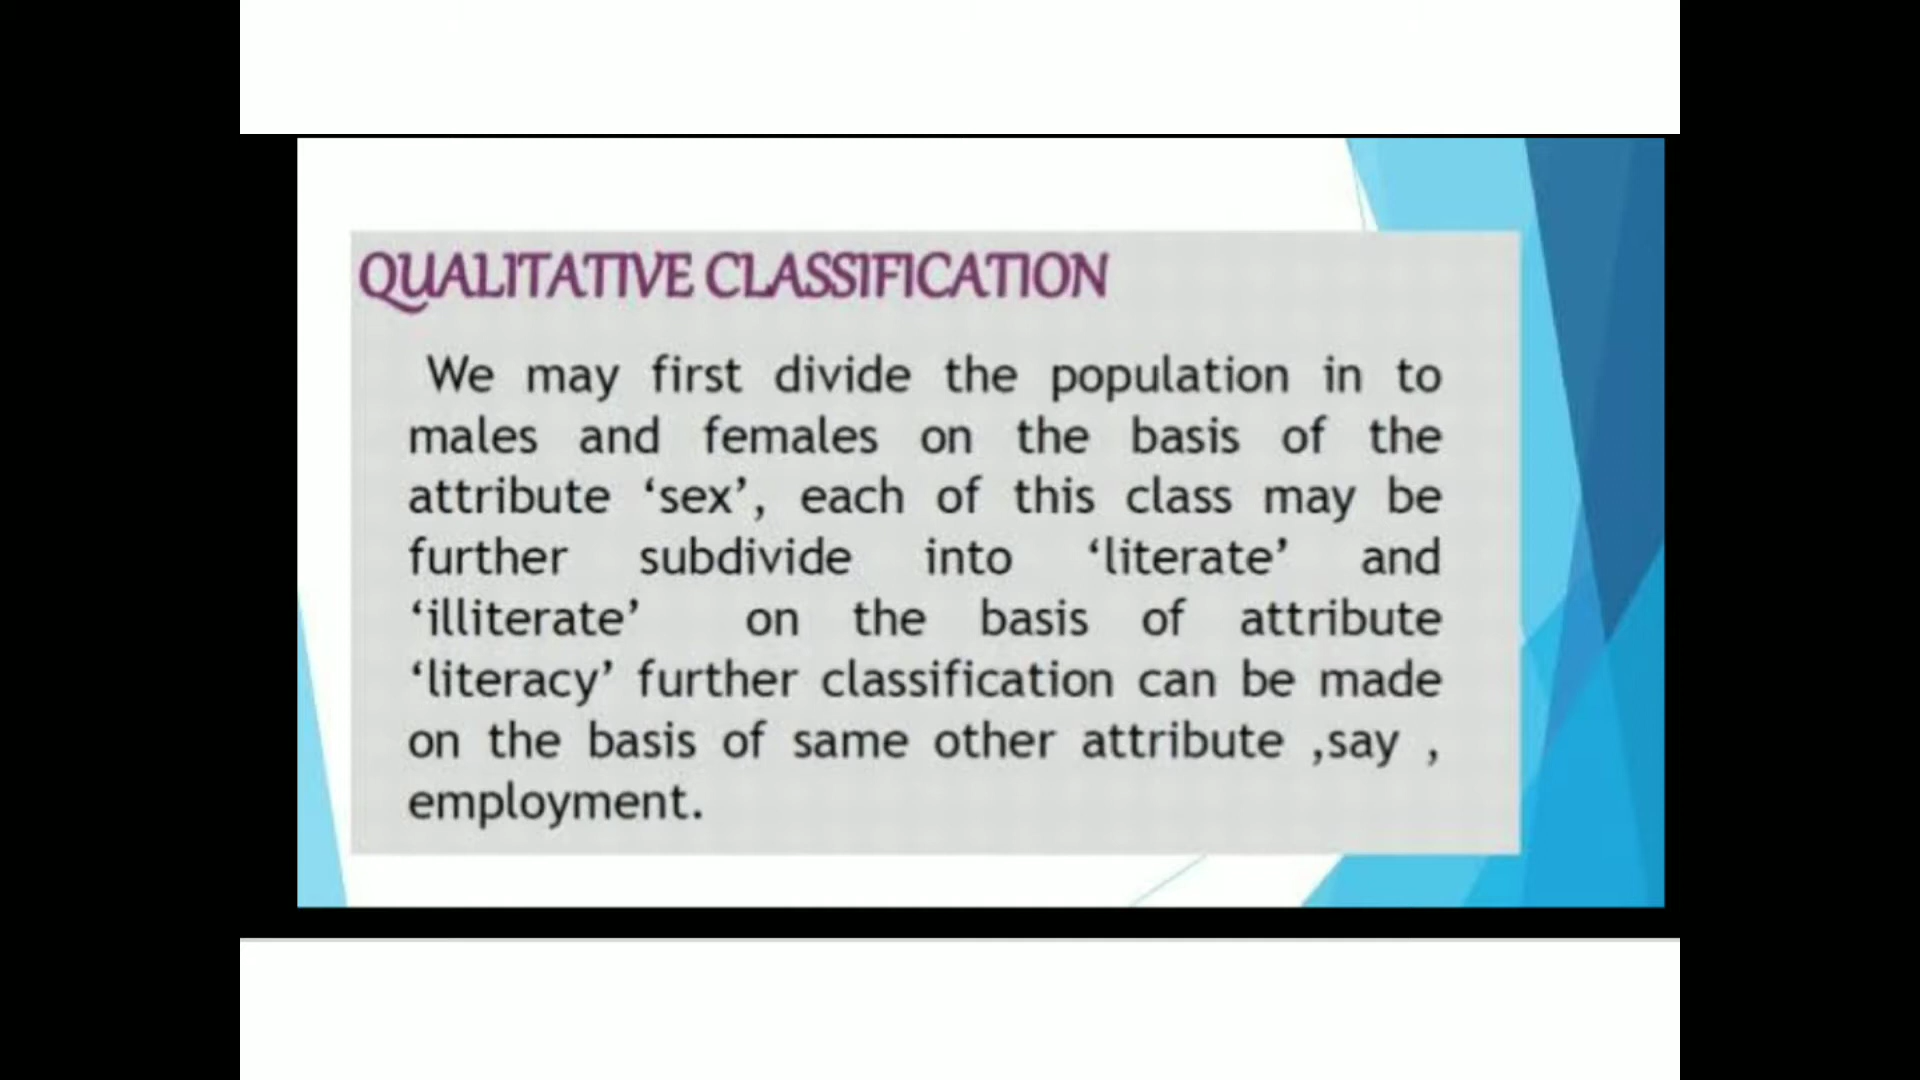 QUALITATIVE CLASSIFICATION
We may first divide the population in to
males and females on the basis of the
attribute ‘sex’, each of this class may be
further subdivide into ‘literate’ and
‘illiterate’ on the basis of attribute
‘literacy’ further classification can be made
on the basis of same other attribute ,say ,
employment.